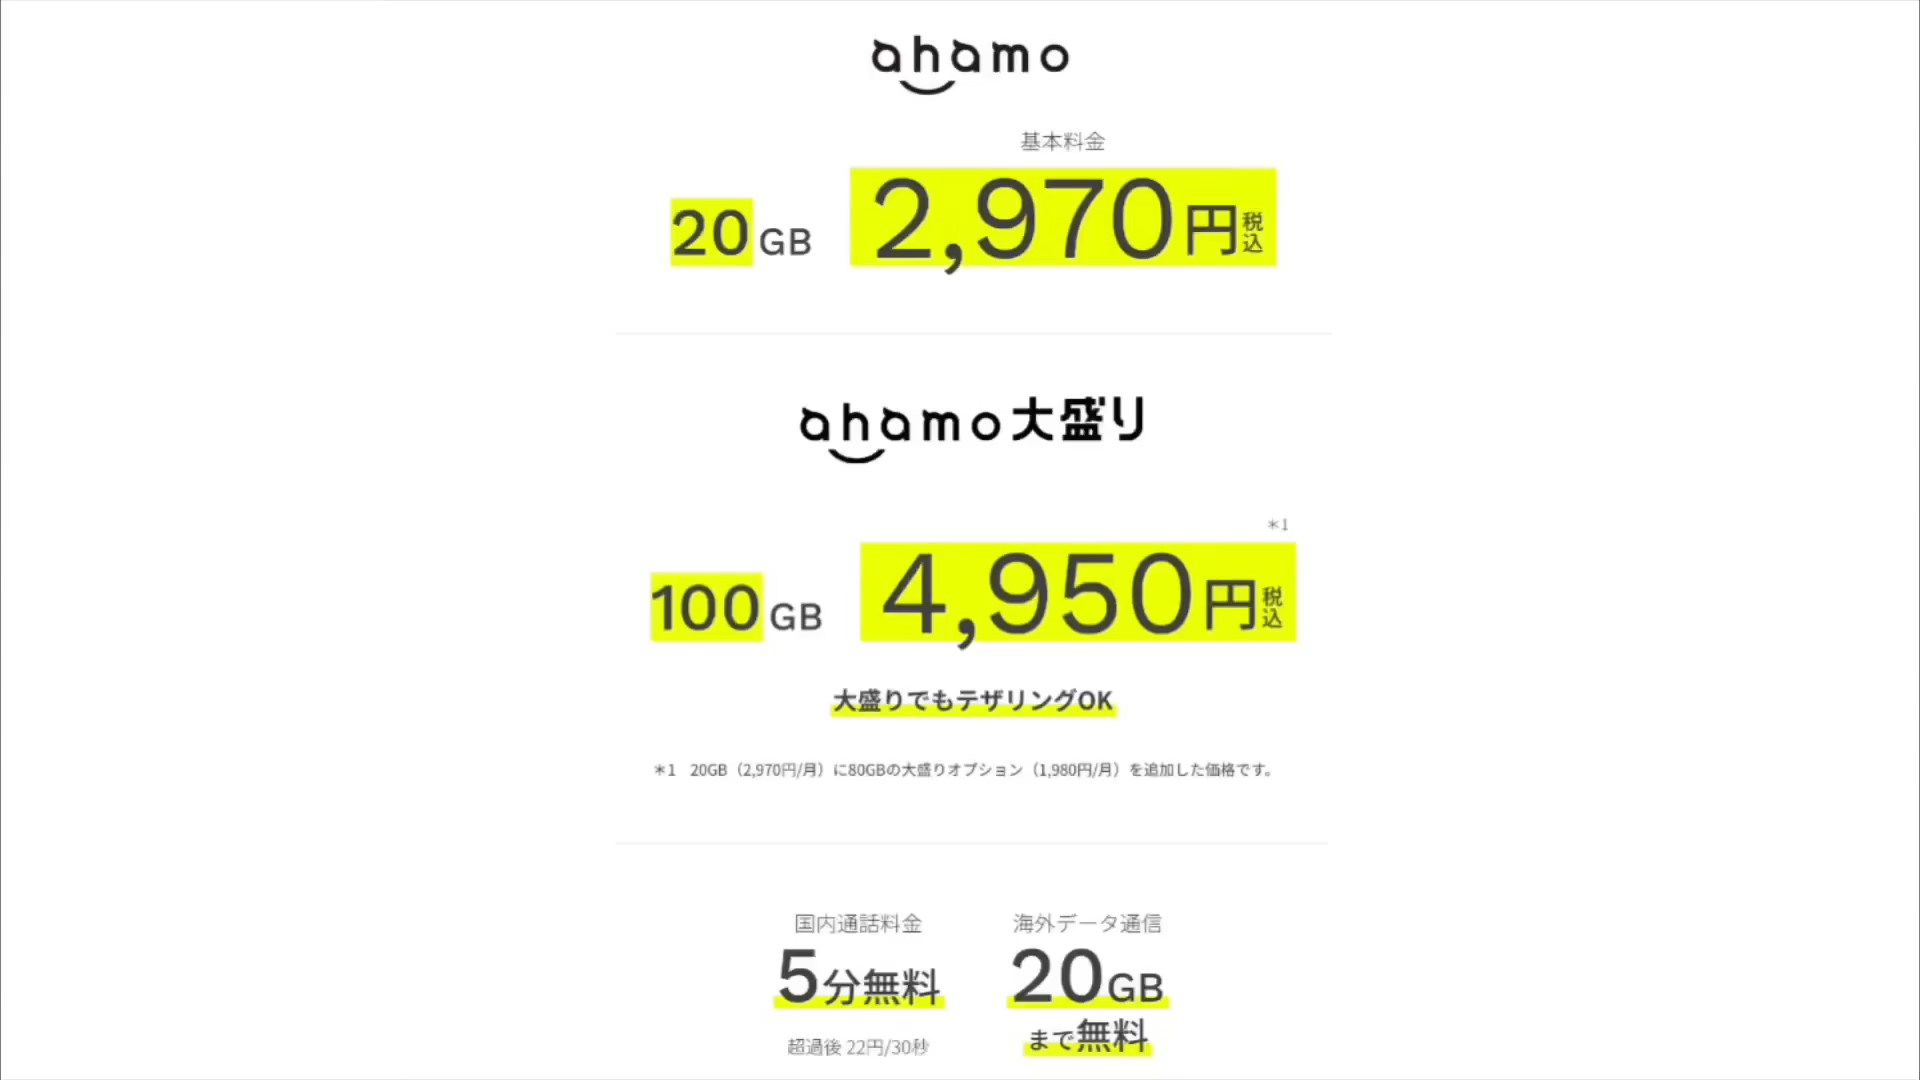 ahamo
基本料金
20GB 2,970円税込
ahamo大盛り
*1
100GB 4,950円税込
大盛りでもテザリングOK
*1 20GB（2,970円/月）に80GBの大盛りオプション（1,980円/月）を追加した価格です。
国内通話料金
5分無料
超過後 22円/30秒
海外データ通信
20GB
まで無料